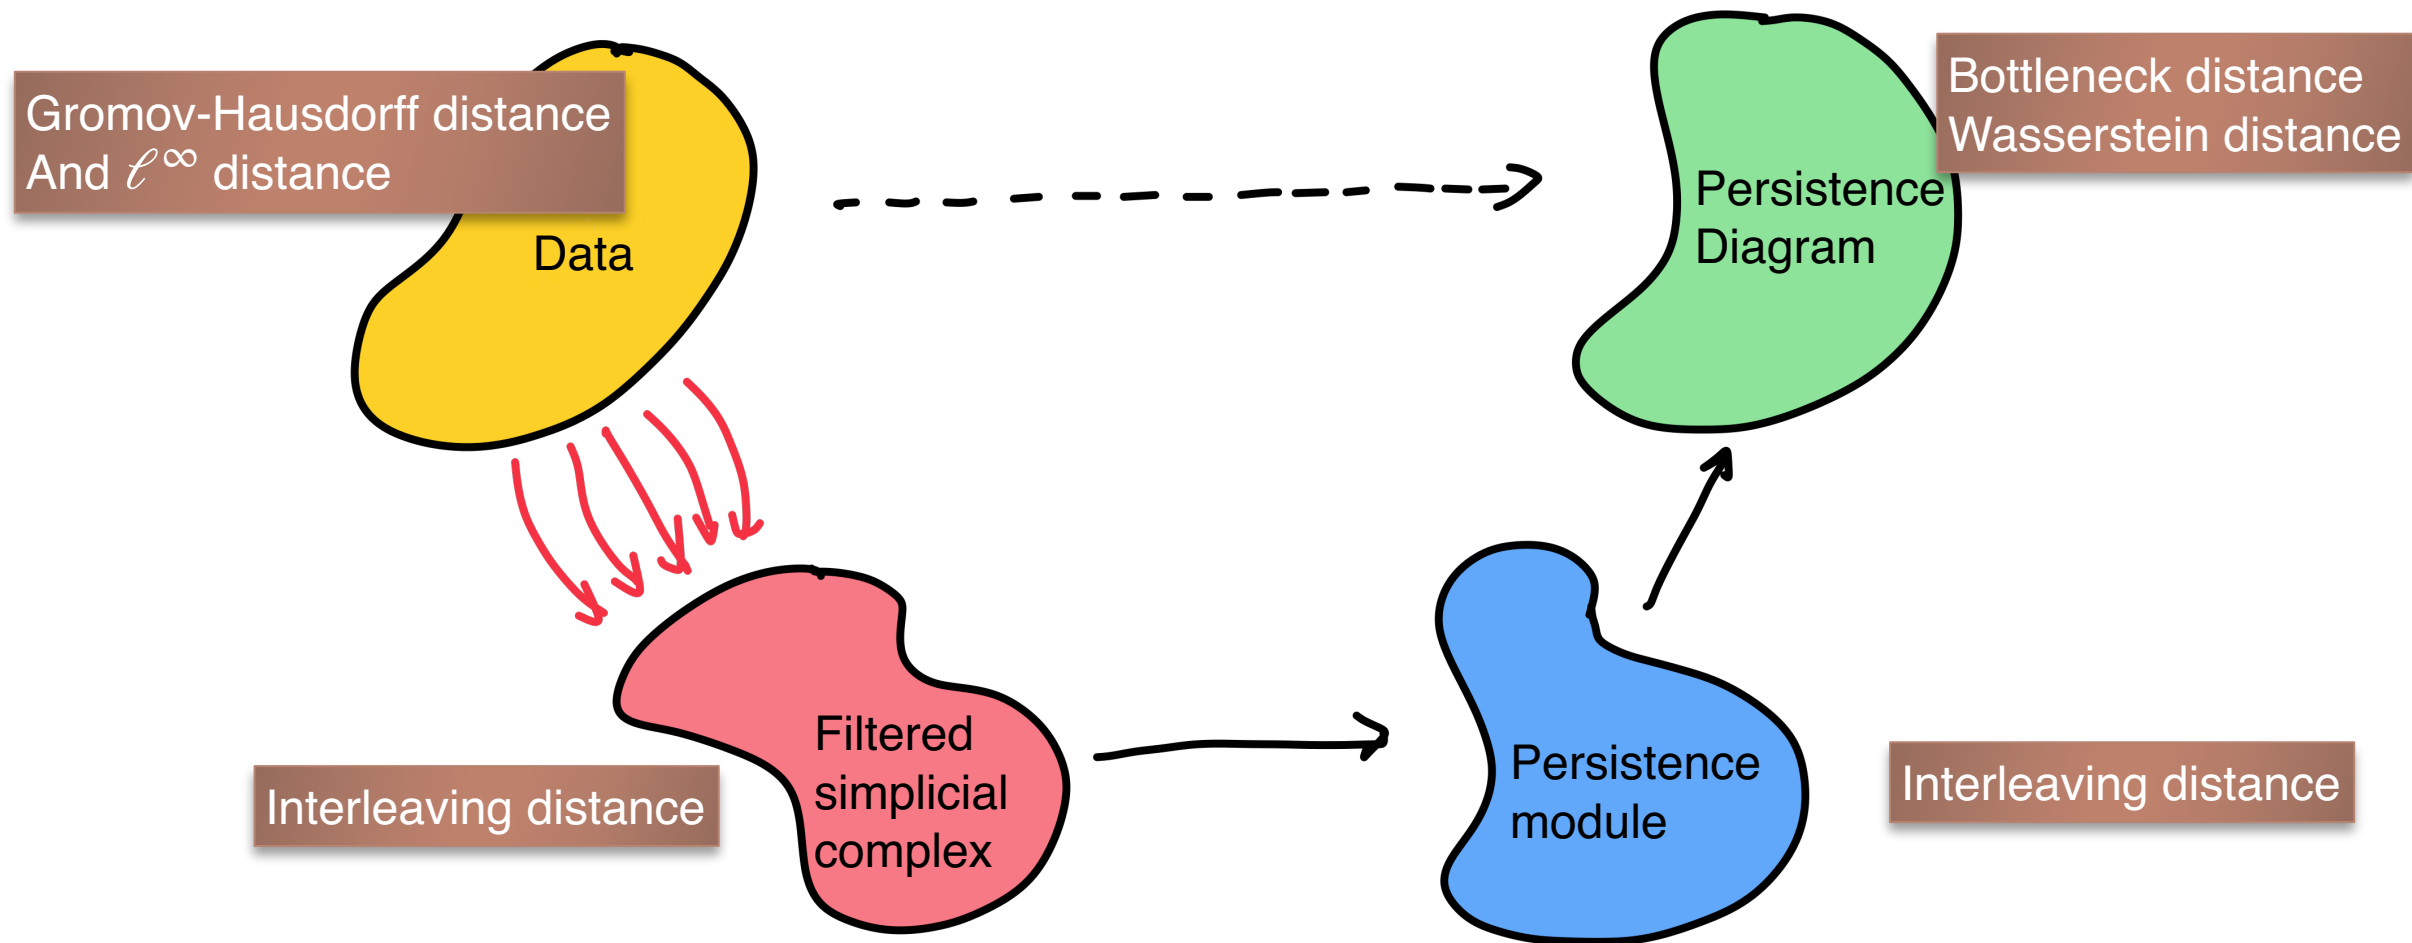 Gromov-Hausdorff distance
And ℓ∞ distance
Data
Bottleneck distance
Wasserstein distance
Persistence
Diagram
Filtered
simplicial
complex
Interleaving distance
Persistence
module
Interleaving distance